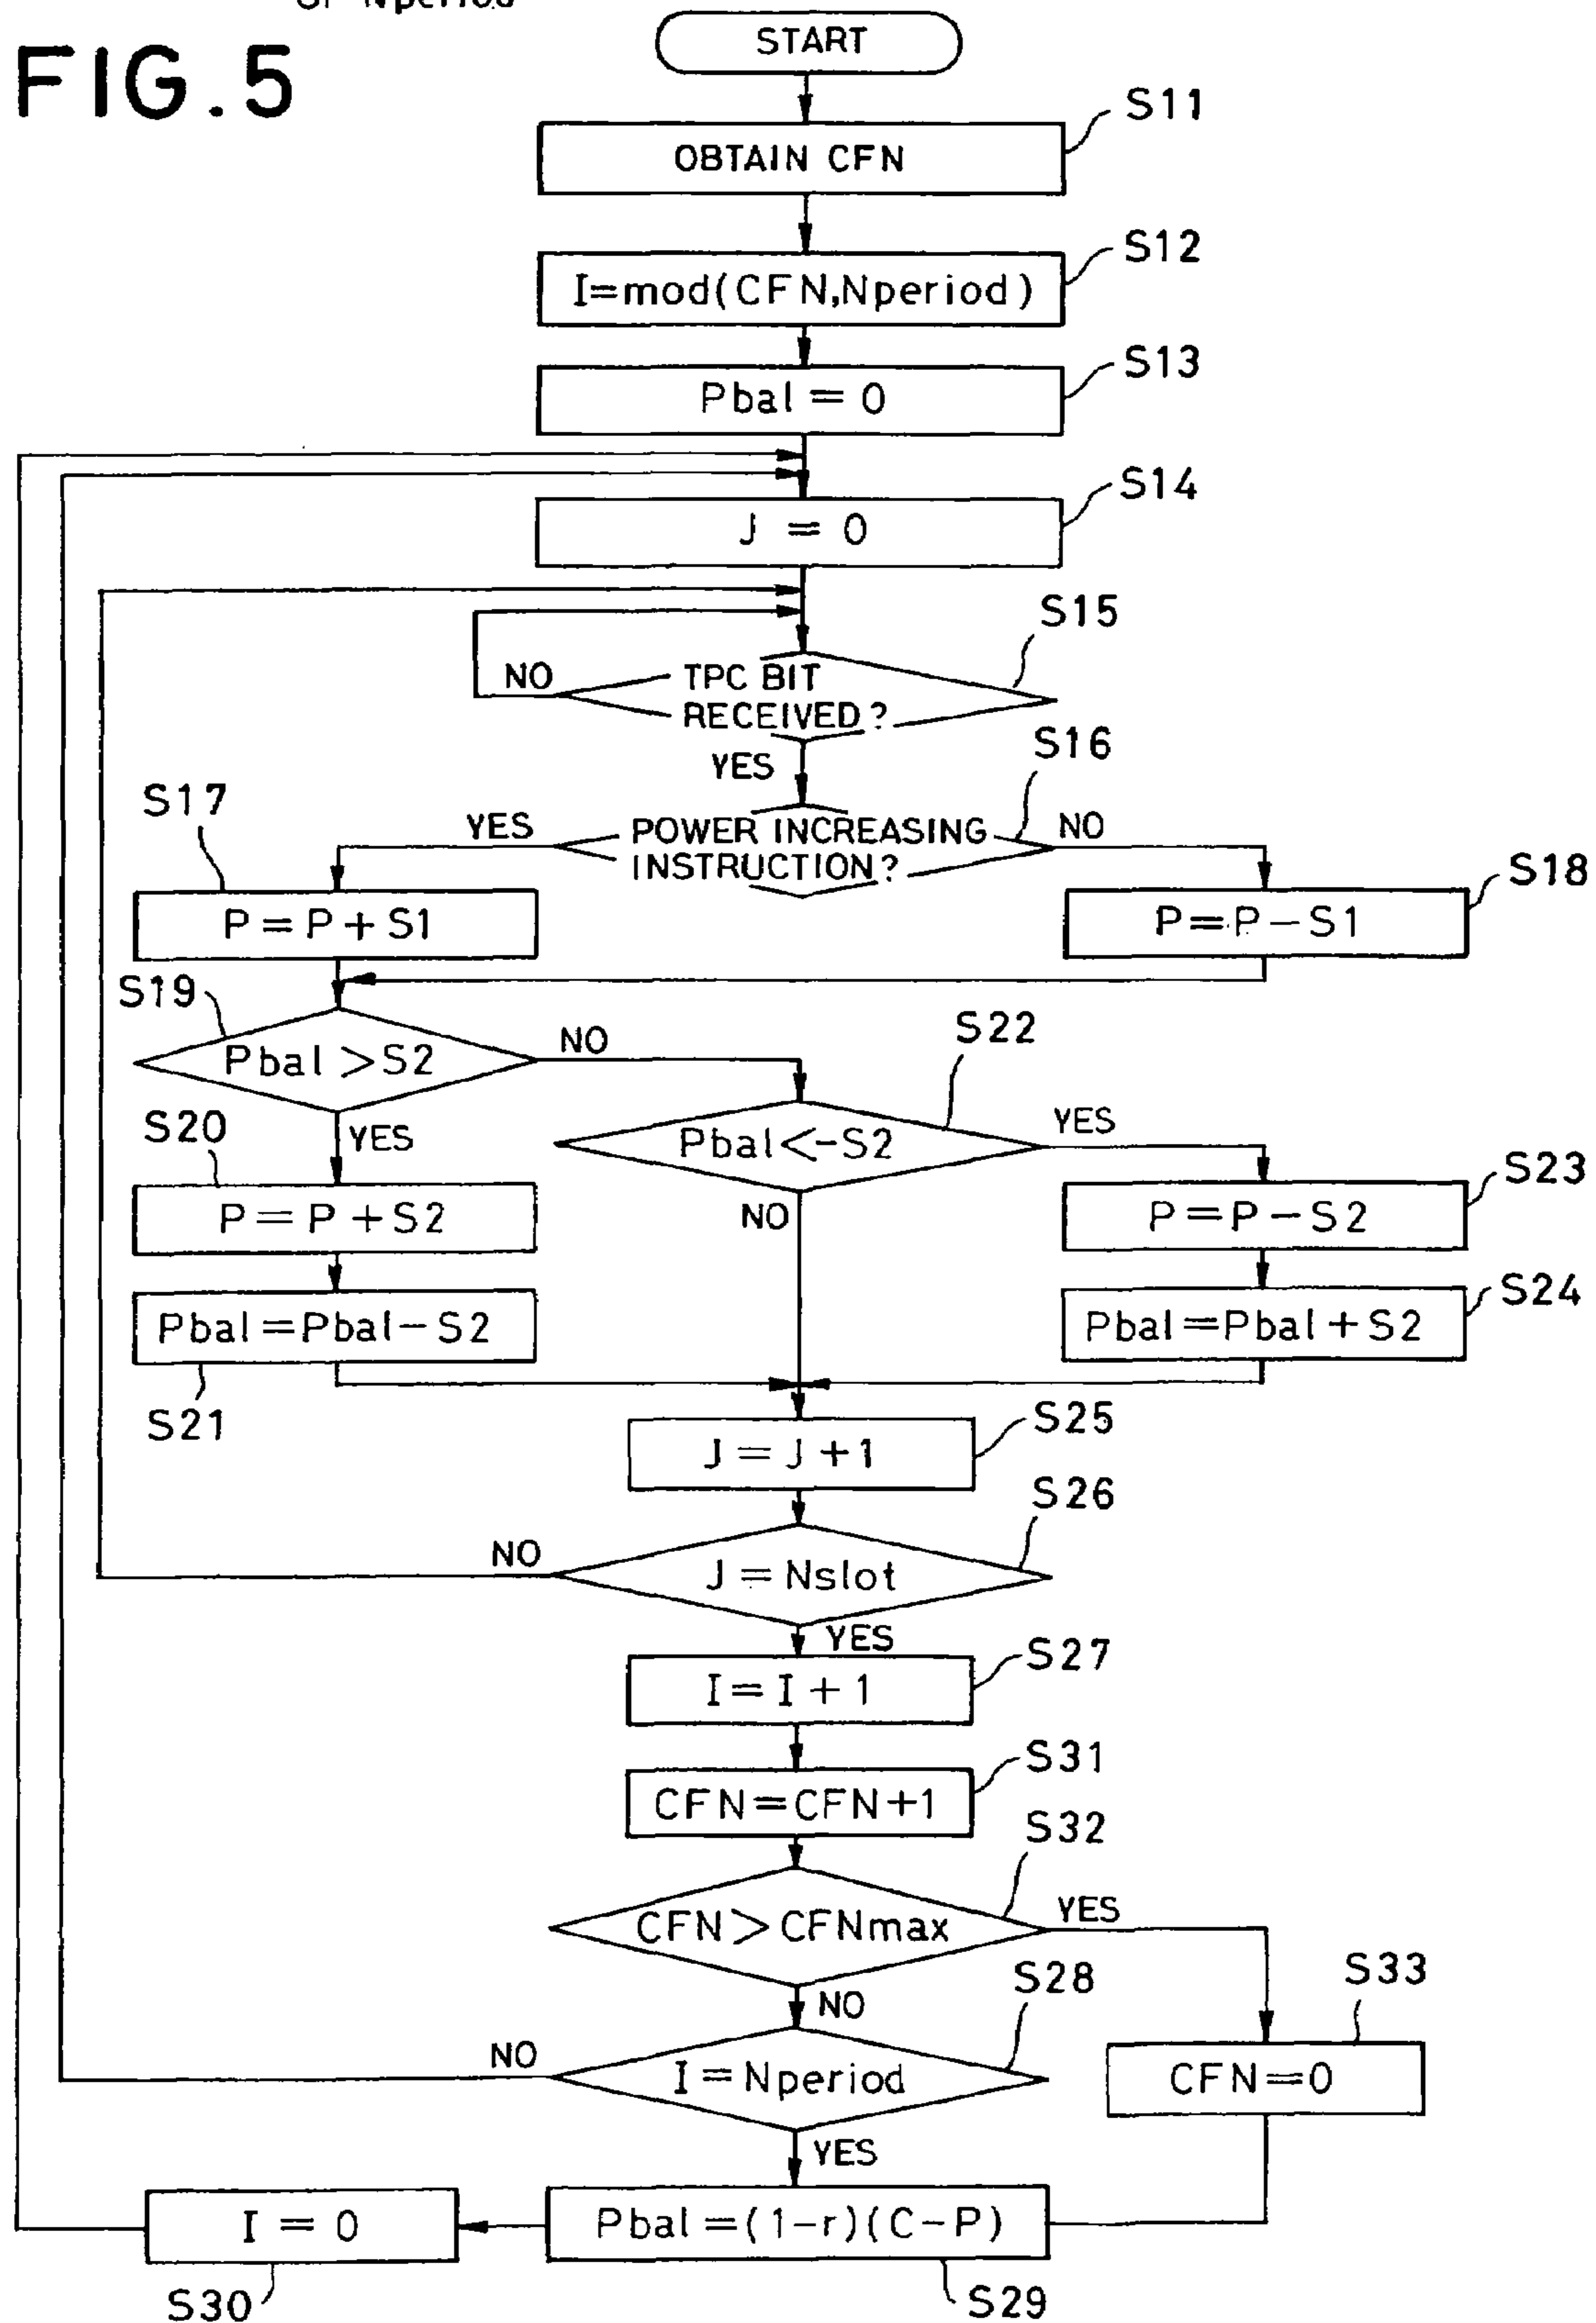 FIG.5
START
S11
OBTAIN CFN
S12
I=mod(CFN,Nperiod)
S13
Pbal = 0
S14
J = 0
S15
NO
TPC BIT
RECEIVED?
YES
S16
S17
YES
POWER INCREASING
INSTRUCTION?
NO
S18
P = P + S1
P = P - S1
S19
Pbal > S2
NO
S22
S20
YES
Pbal<-S2
YES
S23
P = P + S2
NO
P = P - S2
S24
Pbal = Pbal - S2
Pbal = Pbal + S2
S21
S25
J = J + 1
S26
NO
J = Nslot
YES
S27
I = I + 1
S31
CFN = CFN + 1
S32
CFN > CFNmax
YES
S28
S33
NO
NO
I = Nperiod
CFN = 0
YES
I = 0
Pbal = (1-r)(C-P)
S30
S29